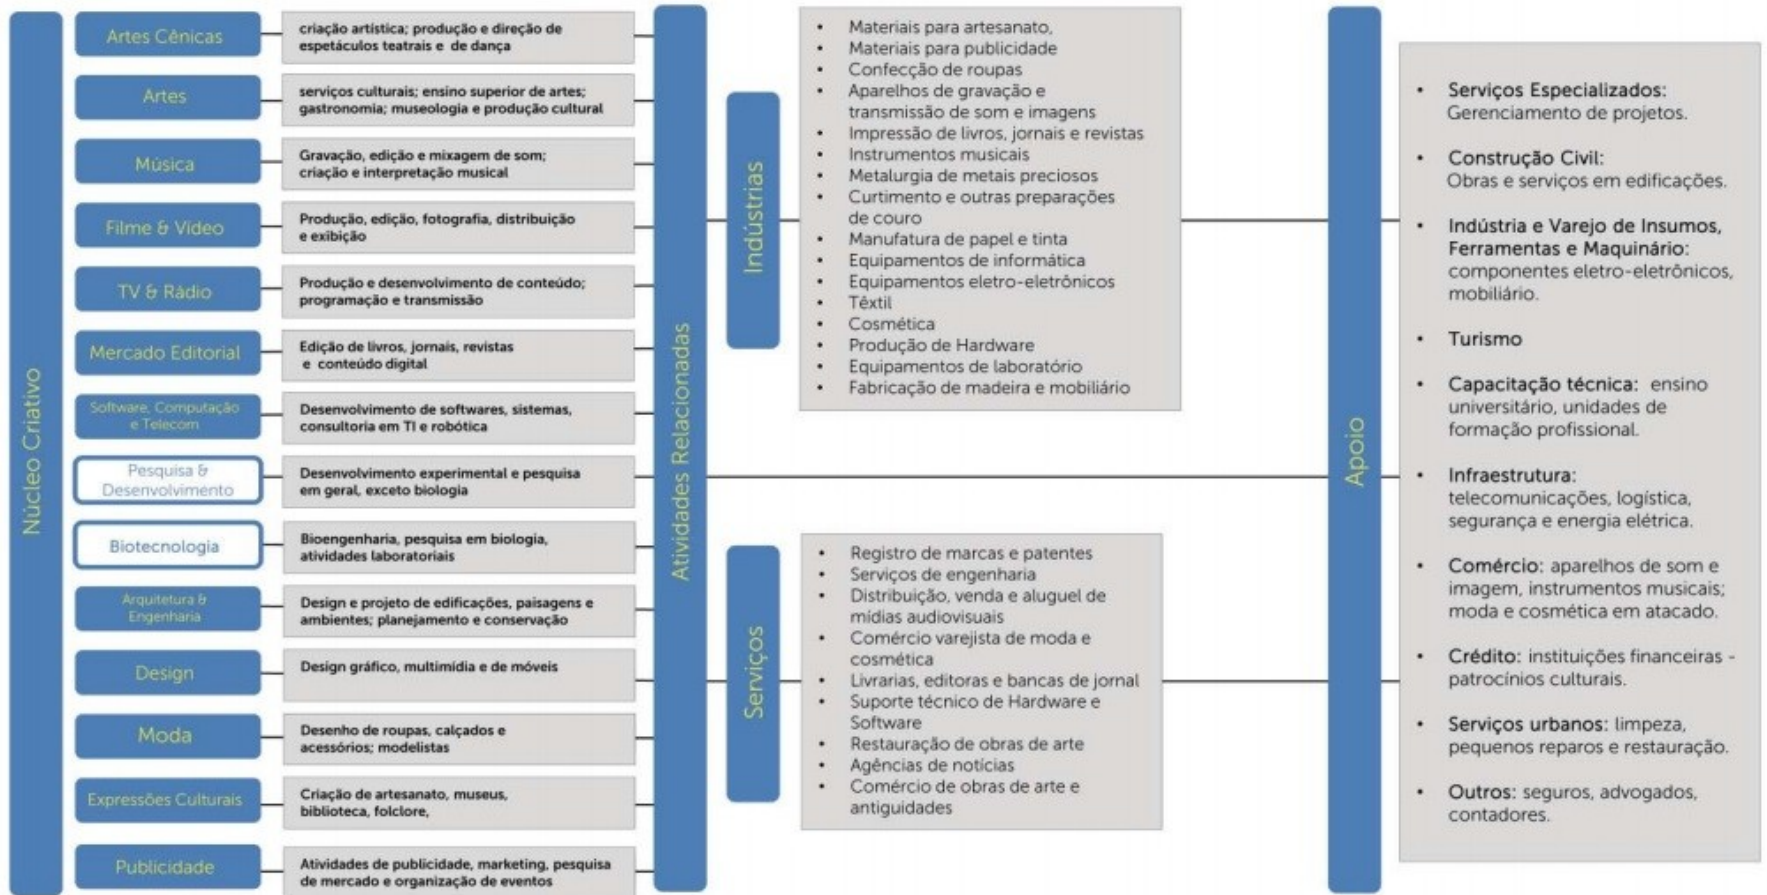 Núcleo Criativo
Artes Cênicas
criação artística; produção e direção de
espetáculos teatrais e de dança
Artes
serviços culturais; ensino superior de artes;
gastronomia; museologia e produção cultural
Música
Gravação, edição e mixagem de som;
criação e interpretação musical
Filme & Vídeo
Produção, edição, fotografia, distribuição
e exibição
TV & Rádio
Produção e desenvolvimento de conteúdo;
programação e transmissão
Mercado Editorial
Edição de livros, jornais, revistas
e conteúdo digital
Software, Computação
e Telecom
Desenvolvimento de softwares, sistemas,
consultoria em TI e robótica
Pesquisa &
Desenvolvimento
Desenvolvimento experimental e pesquisa
em geral, exceto biologia
Biotecnologia
Bioengenharia, pesquisa em biologia,
atividades laboratoriais
Arquitetura &
Engenharia
Design e projeto de edificações, paisagens e
ambientes; planejamento e conservação
Design
Design gráfico, multimídia e de móveis
Moda
Desenho de roupas, calçados e
acessórios; modelistas
Expressões Culturais
Criação de artesanato, museus,
biblioteca, folclore,
Publicidade
Atividades de publicidade, marketing, pesquisa
de mercado e organização de eventos
Atividades Relacionadas
Indústrias
• Materiais para artesanato,
• Materiais para publicidade
• Confecção de roupas
• Aparelhos de gravação e
transmissão de som e imagens
• Impressão de livros, jornais e revistas
• Instrumentos musicais
• Metalurgia de metais preciosos
• Curtimento e outras preparações
de couro
• Manufatura de papel e tinta
• Equipamentos de informática
• Equipamentos eletro-eletrônicos
• Têxtil
• Cosmética
• Produção de Hardware
• Equipamentos de laboratório
• Fabricação de madeira e mobiliário
Serviços
• Registro de marcas e patentes
• Serviços de engenharia
• Distribuição, venda e aluguel de
mídias audiovisuais
• Comércio varejista de moda e
cosmética
• Livrarias, editoras e bancas de jornal
• Suporte técnico de Hardware e
Software
• Restauração de obras de arte
• Agências de notícias
• Comércio de obras de arte e
antiguidades
Apoio
• Serviços Especializados:
Gerenciamento de projetos.
• Construção Civil:
Obras e serviços em edificações.
• Indústria e Varejo de Insumos,
Ferramentas e Maquinário:
componentes eletro-eletrônicos,
mobiliário.
• Turismo
• Capacitação técnica: ensino
universitário, unidades de
formação profissional.
• Infraestrutura:
telecomunicações, logística,
segurança e energia elétrica.
• Comércio: aparelhos de som e
imagem, instrumentos musicais;
moda e cosmética em atacado.
• Crédito: instituições financeiras -
patrocínios culturais.
• Serviços urbanos: limpeza,
pequenos reparos e restauração.
• Outros: seguros, advogados,
contadores.